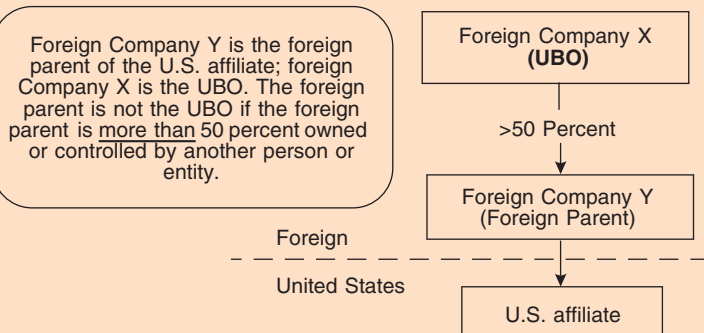 Foreign Company Y is the foreign
parent of the U.S. affiliate; foreign
Company X is the UBO. The foreign
parent is not the UBO if the foreign
parent is more than 50 percent owned
or controlled by another person or
entity.
Foreign Company X
(UBO)
>50 Percent
Foreign Company Y
(Foreign Parent)
Foreign
United States
U.S. affiliate